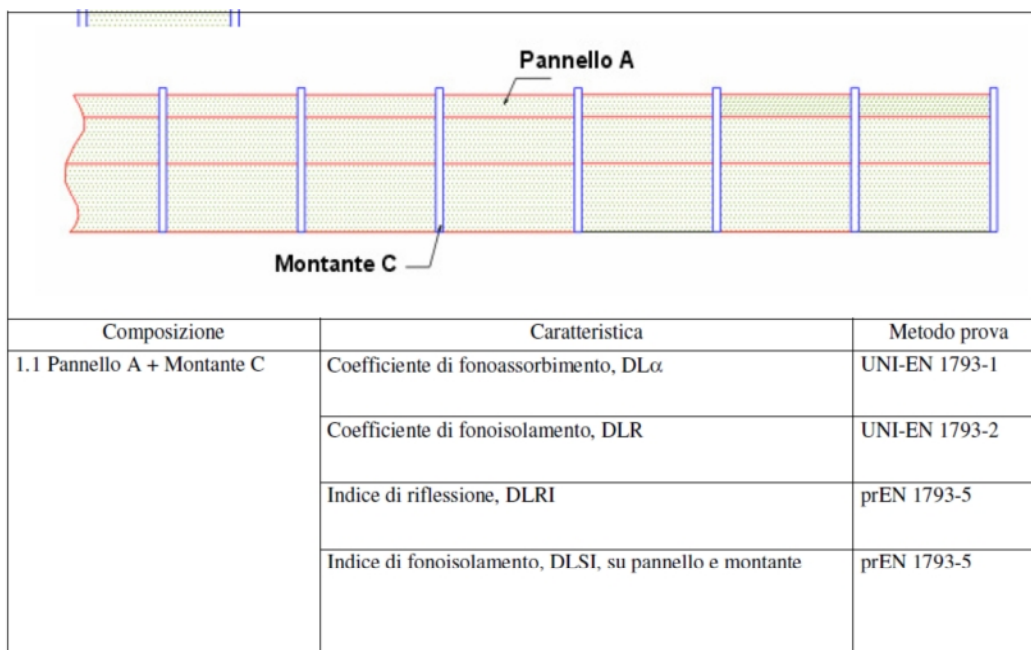 Pannello A
Montante C
Composizione Caratteristica Metodo prova
1.1 Pannello A + Montante C Coefficiente di fonoassorbimento, DLα UNI-EN 1793-1
Coefficiente di fonoisolamento, DLR UNI-EN 1793-2
Indice di riflessione, DLRI prEN 1793-5
Indice di fonoisolamento, DLSI, su pannello e montante prEN 1793-5